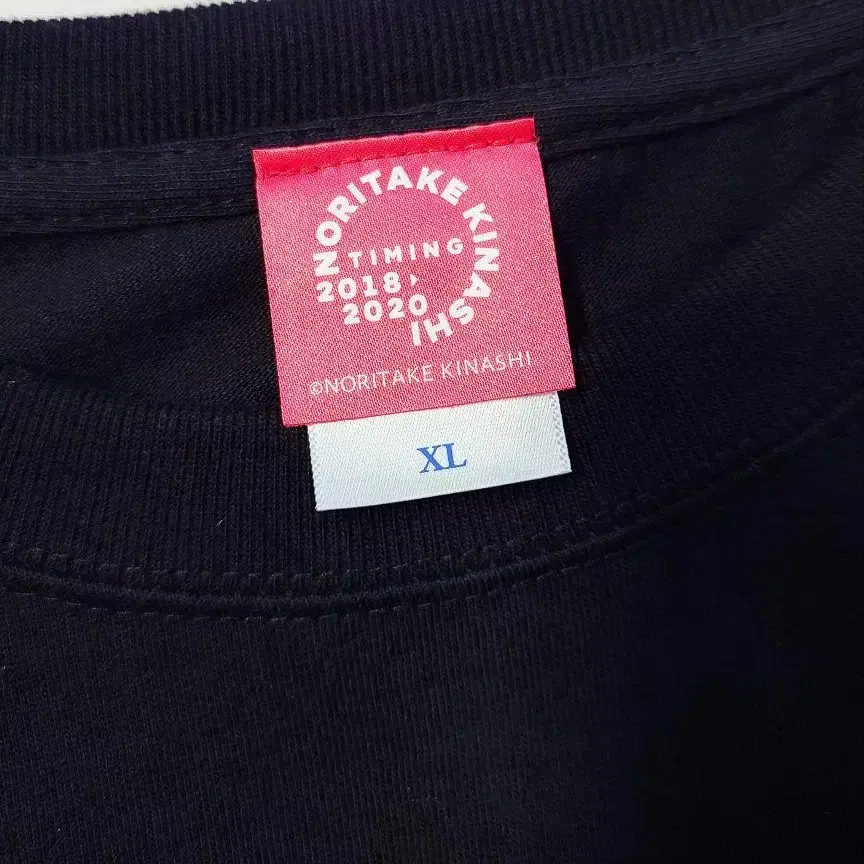 NORITAKE KINASHI
TIMING
2018
2020
©NORITAKE KINASHI
XL